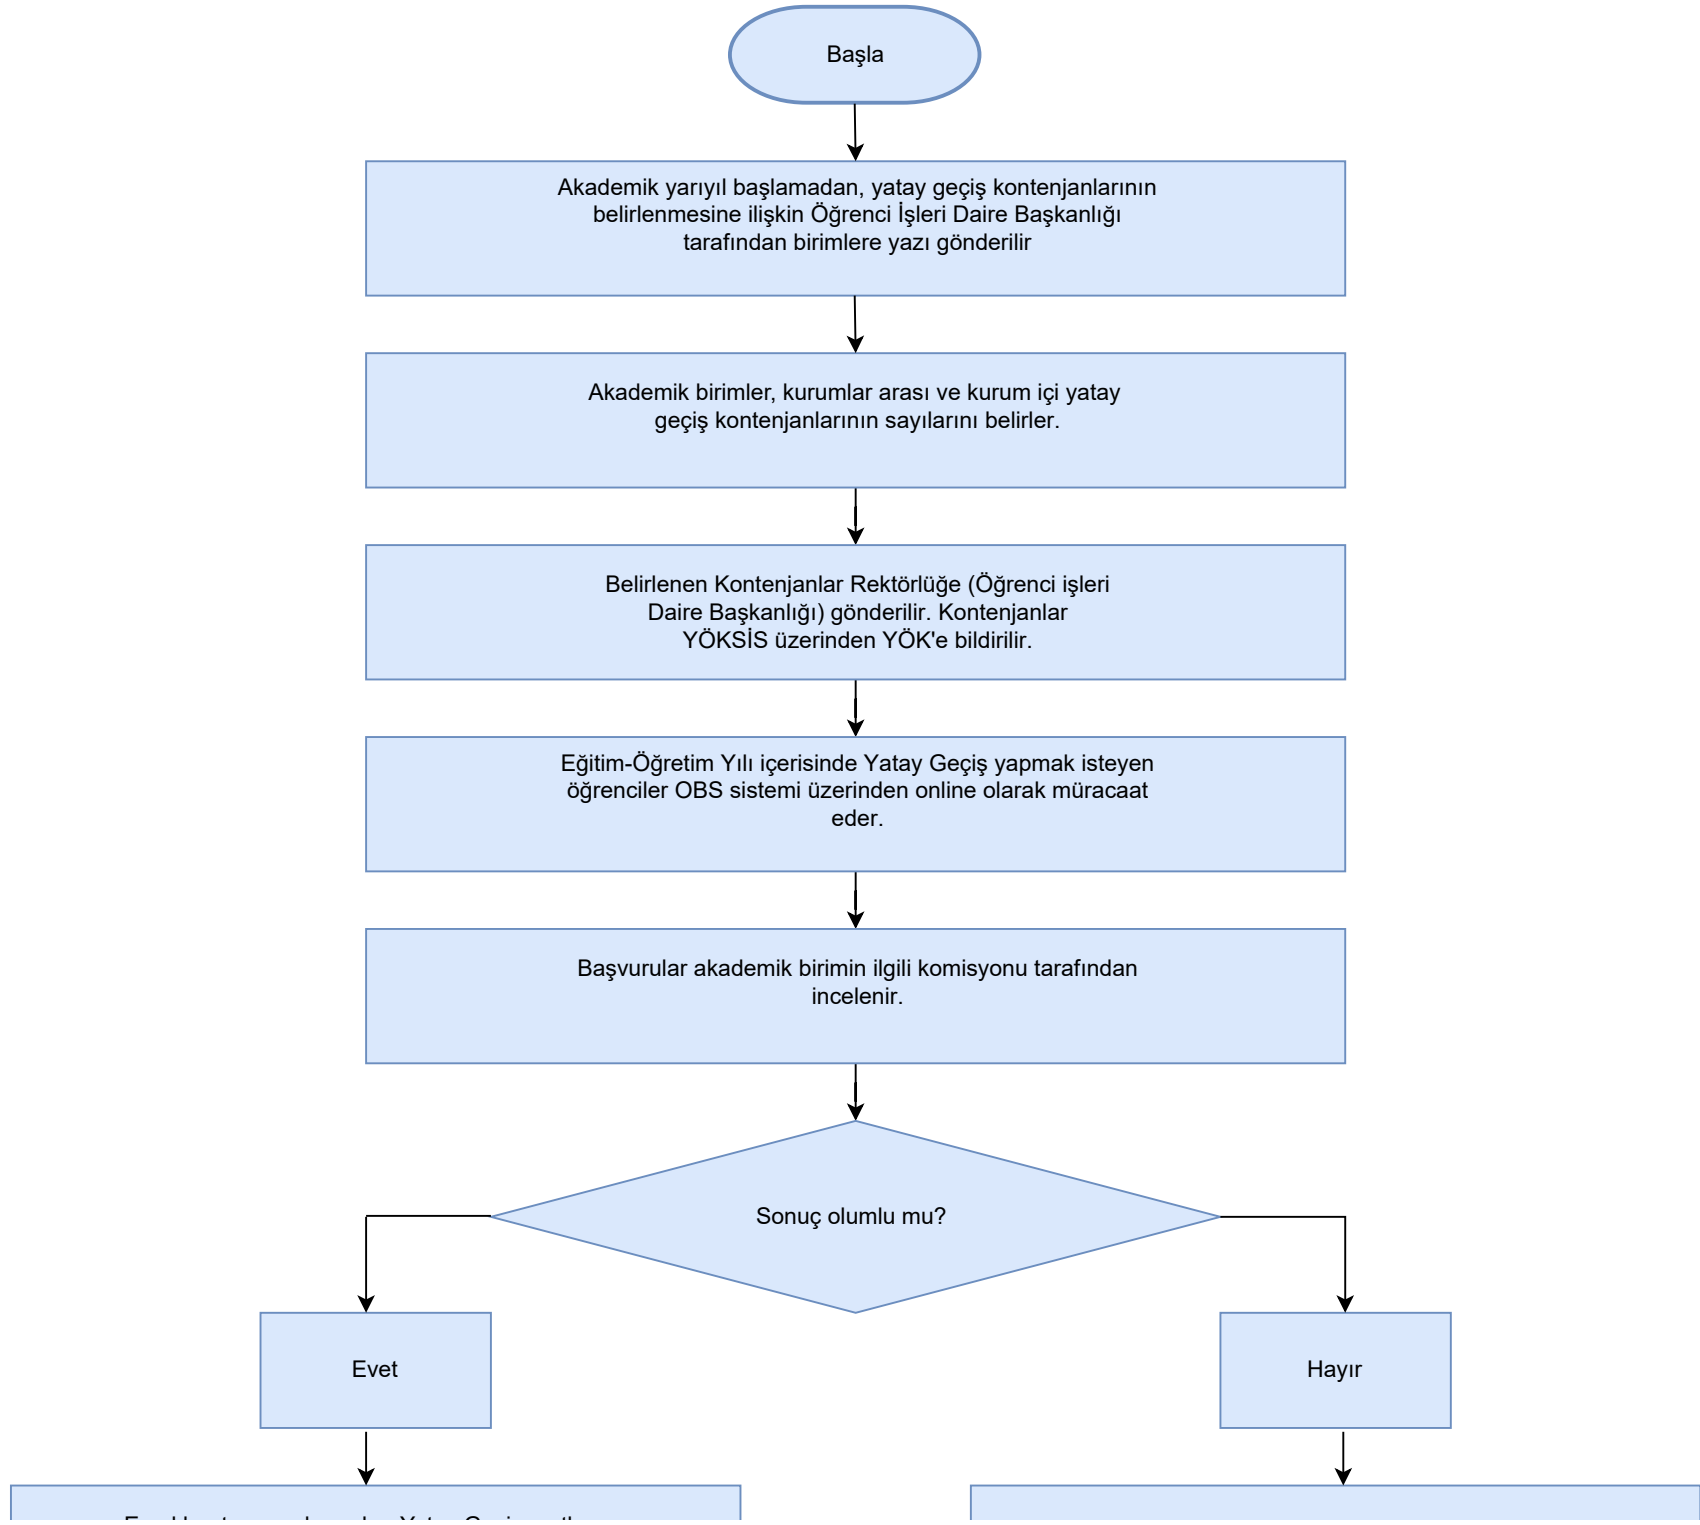 Başla
Akademik yarıyıl başlamadan, yatay geçiş kontenjanlarının
belirlenmesine ilişkin Öğrenci İşleri Daire Başkanlığı
tarafından birimlere yazı gönderilir
Akademik birimler, kurumlar arası ve kurum içi yatay
geçiş kontenjanlarının sayılarını belirler.
Belirlenen Kontenjanlar Rektörlüğe (Öğrenci işleri
Daire Başkanlığı) gönderilir. Kontenjanlar
YÖKSİS üzerinden YÖK'e bildirilir.
Eğitim-Öğretim Yılı içerisinde Yatay Geçiş yapmak isteyen
öğrenciler OBS sistemi üzerinden online olarak müracaat
eder.
Başvurular akademik birimin ilgili komisyonu tarafından
incelenir.
Sonuç olumlu mu?
Evet
Hayır